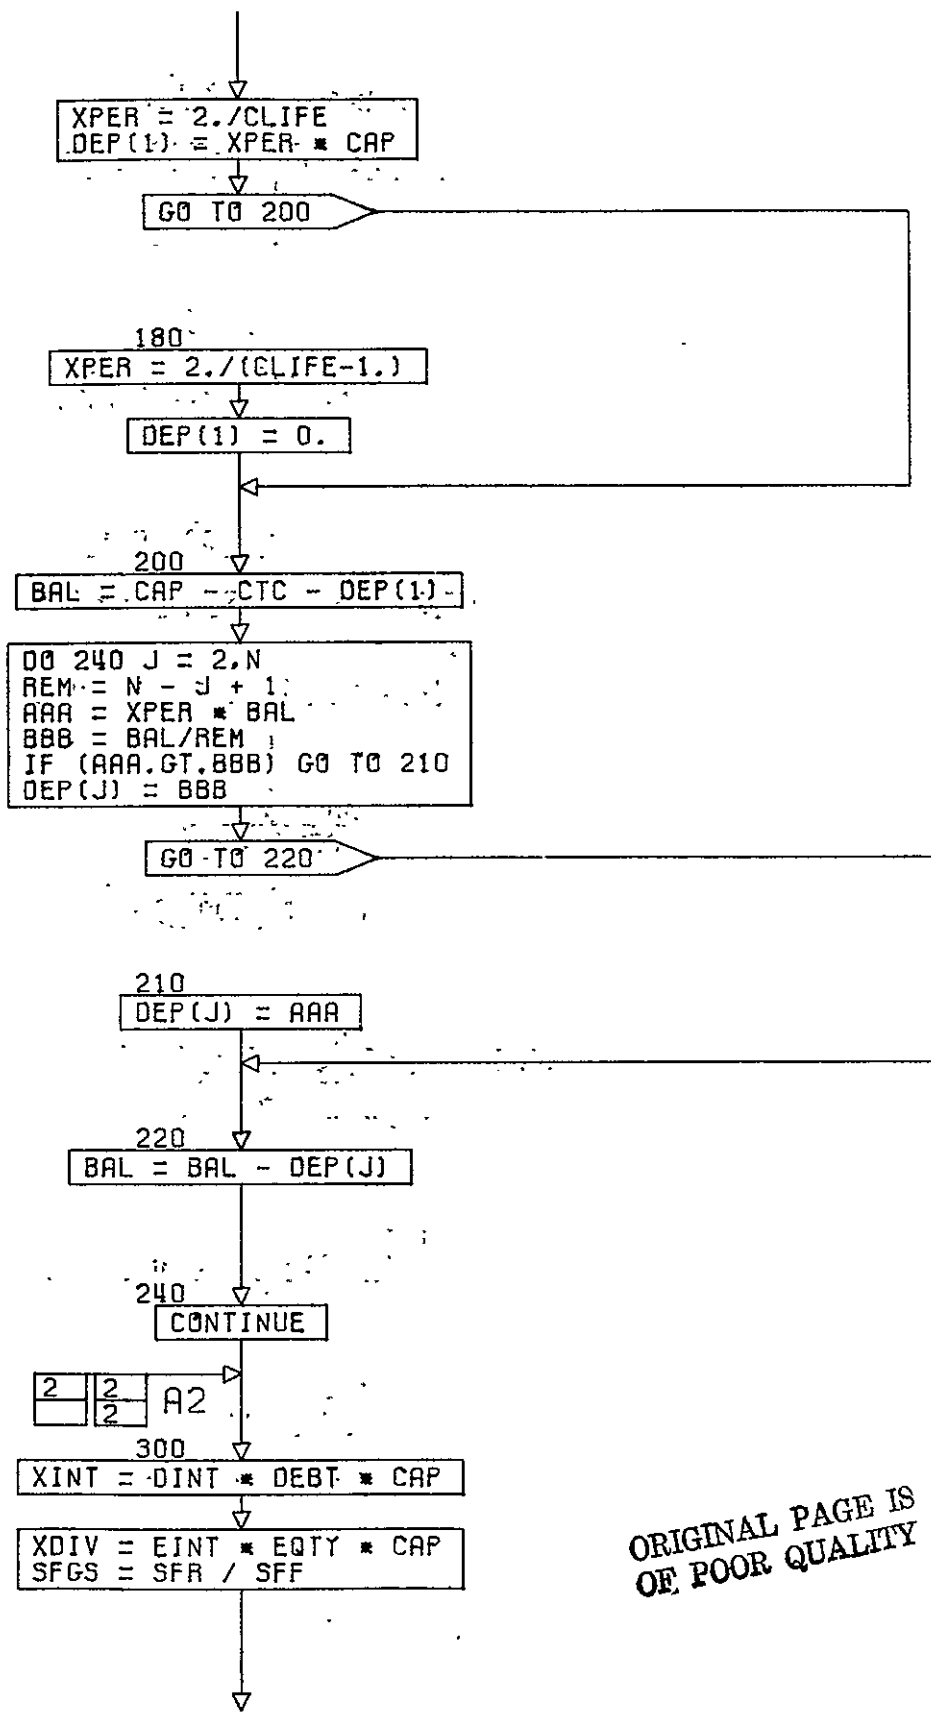 XPER = 2./CLIFE
DEP(1) = XPER * CAP
GO TO 200
180
XPER = 2./(CLIFE-1.)
DEP(1) = 0.
200
BAL = CAP - CTC - DEP(1)
DO 240 J = 2,N
REM = N - J + 1
AAA = XPER * BAL
BBB = BAL/REM
IF (AAA.GT.BBB) GO TO 210
DEP(J) = BBB
GO TO 220
210
DEP(J) = AAA
220
BAL = BAL - DEP(J)
240
CONTINUE
2 2 A2
2
300
XINT = DINT * DEBT * CAP
XDIV = EINT * EQTY * CAP
SFGS = SFR / SFF
ORIGINAL PAGE IS
OF POOR QUALITY